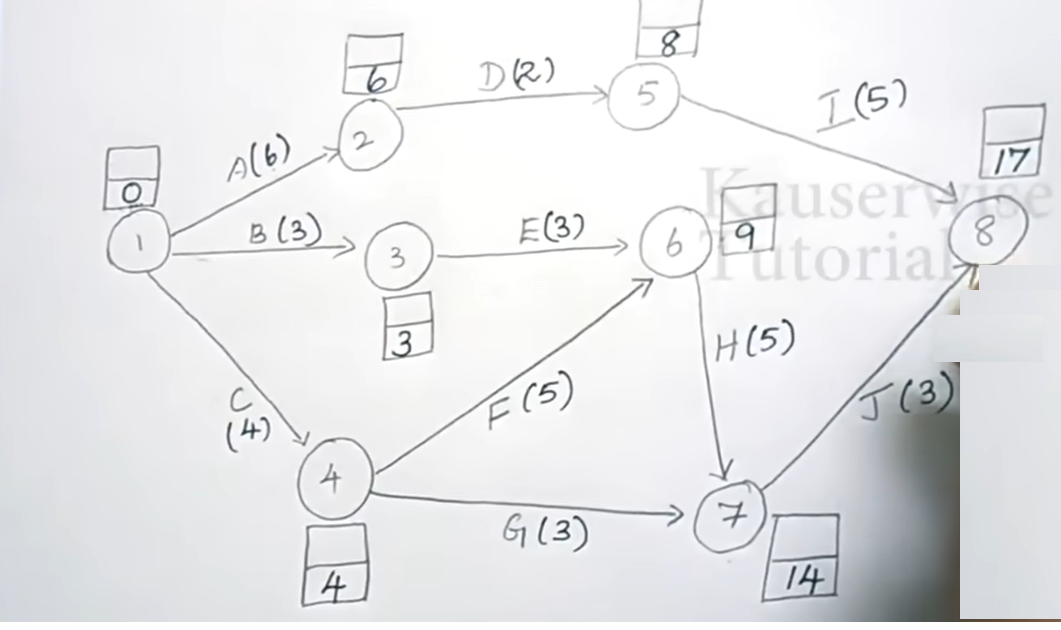 8
6
D(2)
5
I(5)
2
17
A(6)
0
Kauserwise
9
B(3)
E(3)
8
1
3
6
Tutorial
3
H(5)
F(5)
J(3)
C
(4)
4
7
G(3)
4
14